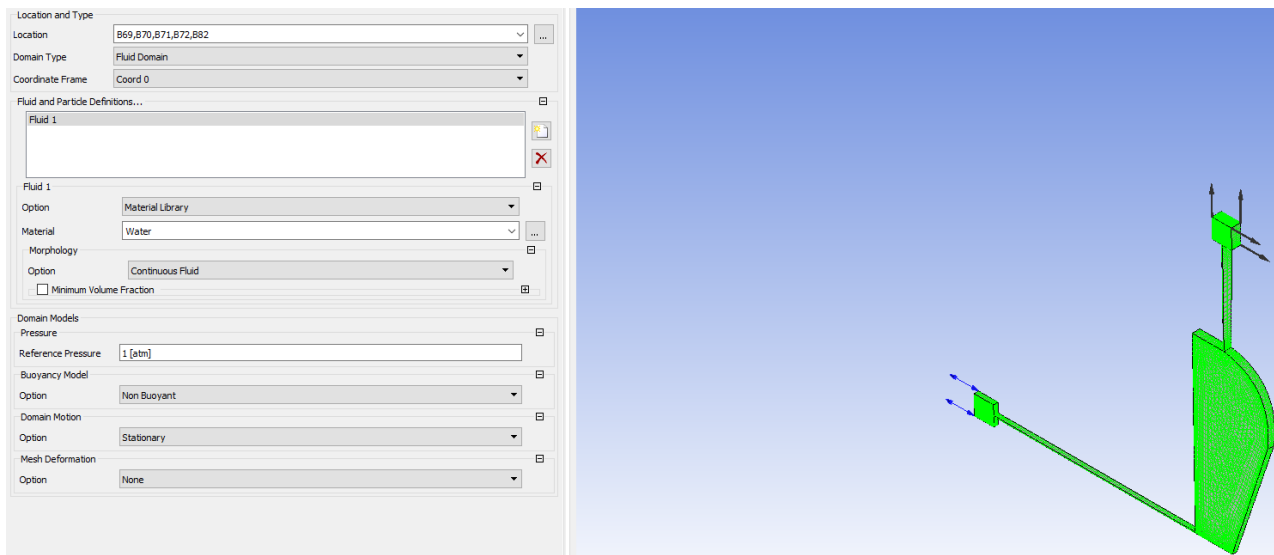 Location and Type
Location B69,B70,B71,B72,B82 ...
Domain Type Fluid Domain
Coordinate Frame Coord 0
Fluid and Particle Definitions...
Fluid 1
Fluid 1
Option Material Library
Material Water ...
Morphology
Option Continuous Fluid
Minimum Volume Fraction
Domain Models
Pressure
Reference Pressure 1 [atm]
Buoyancy Model
Option Non Buoyant
Domain Motion
Option Stationary
Mesh Deformation
Option None